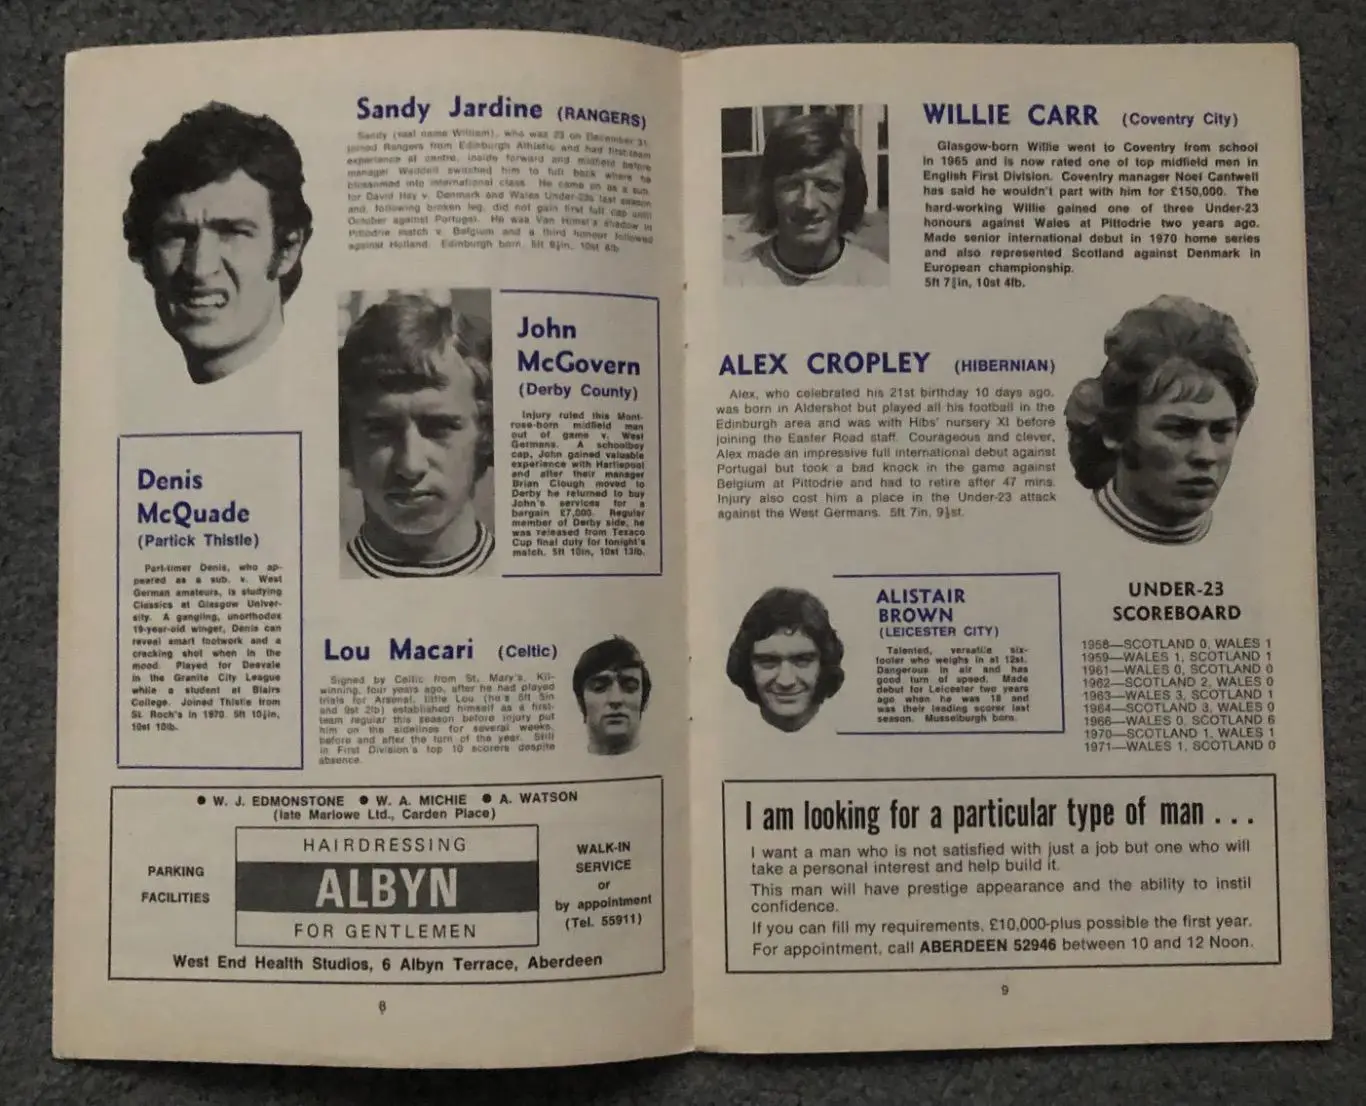 Sandy Jardine (RANGERS)
Sandy (real name William), who was 23 on December 31,
joined Rangers from Edinburgh Athletic and had first-team
experience at centre, inside forward and midfield before
manager Waddell switched him to full back where he
blossomed into international class. He came on as a sub.
for David Hay v. Denmark and Wales Under-23s last season
and, following broken leg, did not gain first full cap until
October against Portugal. He was Van Himst's shadow in
Pittodrie match v. Belgium and a third honour followed
against Holland. Edinburgh born. 5ft 8½in, 10st 6lb.
John
McGovern
(Derby County)
Injury ruled this Mont-
rose-born midfield man
out of game v. West
Germans. A schoolboy
cap, John gained valuable
experience with Hartlepool
and after their manager
Brian Clough moved to
Derby he returned to buy
John's services for a
bargain £7,000. Regular
member of Derby side, he
was released from Texaco
Cup final duty for tonight's
match. 5ft 10in, 10st 13lb.
Denis
McQuade
(Partick Thistle)
Part-timer Denis, who ap-
peared as a sub. v. West
German amateurs, is studying
Classics at Glasgow Univer-
sity. A gangling, unorthodox
19-year-old winger, Denis can
reveal smart footwork and a
cracking shot when in the
mood. Played for Deevale
in the Granite City League
while a student at Blairs
College. Joined Thistle from
St. Roch's in 1970. 5ft 10½in,
10st 10lb.
Lou Macari (Celtic)
Signed by Celtic from St. Mary's, Kil-
winning, four years ago, after he had played
trials for Arsenal, little Lou (he's 5ft 5in
and 9st 2lb) established himself as a first-
team regular this season before injury put
him on the sidelines for several weeks,
before and after the turn of the year. Still
in First Division's top 10 scorers despite
absence.
● W. J. EDMONSTONE ● W. A. MICHIE ● A. WATSON
(late Marlowe Ltd., Carden Place)
PARKING
FACILITIES
HAIRDRESSING
ALBYN
FOR GENTLEMEN
WALK-IN
SERVICE
or
by appointment
(Tel. 55911)
West End Health Studios, 6 Albyn Terrace, Aberdeen
8
WILLIE CARR (Coventry City)
Glasgow-born Willie went to Coventry from school
in 1965 and is now rated one of top midfield men in
English First Division. Coventry manager Noel Cantwell
has said he wouldn't part with him for £150,000. The
hard-working Willie gained one of three Under-23
honours against Wales at Pittodrie two years ago.
Made senior international debut in 1970 home series
and also represented Scotland against Denmark in
European championship.
5ft 7½in, 10st 4lb.
ALEX CROPLEY (HIBERNIAN)
Alex, who celebrated his 21st birthday 10 days ago,
was born in Aldershot but played all his football in the
Edinburgh area and was with Hibs' nursery XI before
joining the Easter Road staff. Courageous and clever,
Alex made an impressive full international debut against
Portugal but took a bad knock in the game against
Belgium at Pittodrie and had to retire after 47 mins.
Injury also cost him a place in the Under-23 attack
against the West Germans. 5ft 7in, 9½st.
ALISTAIR
BROWN
(LEICESTER CITY)
Talented, versatile six-
footer who weighs in at 12st.
Dangerous in air and has
good turn of speed. Made
debut for Leicester two years
ago when he was 18 and
was their leading scorer last
season. Musselburgh born.
UNDER-23
SCOREBOARD
1958—SCOTLAND 0, WALES 1
1959—WALES 1, SCOTLAND 1
1961—WALES 0, SCOTLAND 0
1962—SCOTLAND 2, WALES 0
1963—WALES 3, SCOTLAND 1
1964—SCOTLAND 3, WALES 0
1966—WALES 0, SCOTLAND 6
1970—SCOTLAND 1, WALES 1
1971—WALES 1, SCOTLAND 0
I am looking for a particular type of man . . .
I want a man who is not satisfied with just a job but one who will
take a personal interest and help build it.
This man will have prestige appearance and the ability to instil
confidence.
If you can fill my requirements, £10,000-plus possible the first year.
For appointment, call ABERDEEN 52946 between 10 and 12 Noon.
9